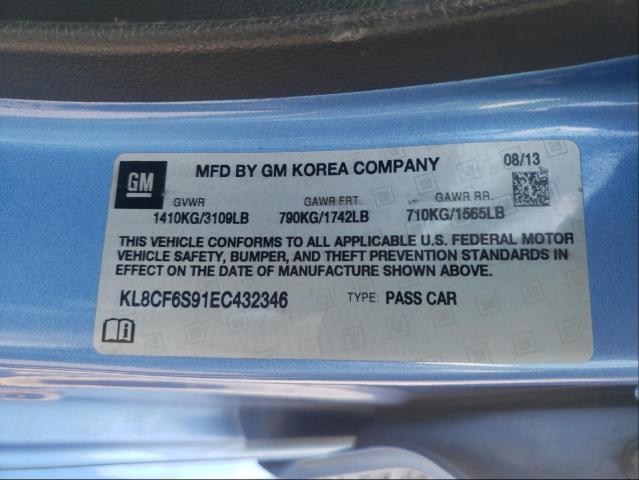 GM
MFD BY GM KOREA COMPANY
08/13
GVWR GAWR FRT. GAWR RR.
1410KG/3109LB 790KG/1742LB 710KG/1565LB
THIS VEHICLE CONFORMS TO ALL APPLICABLE U.S. FEDERAL MOTOR
VEHICLE SAFETY, BUMPER, AND THEFT PREVENTION STANDARDS IN
EFFECT ON THE DATE OF MANUFACTURE SHOWN ABOVE.
KL8CF6S91EC432346 TYPE: PASS CAR